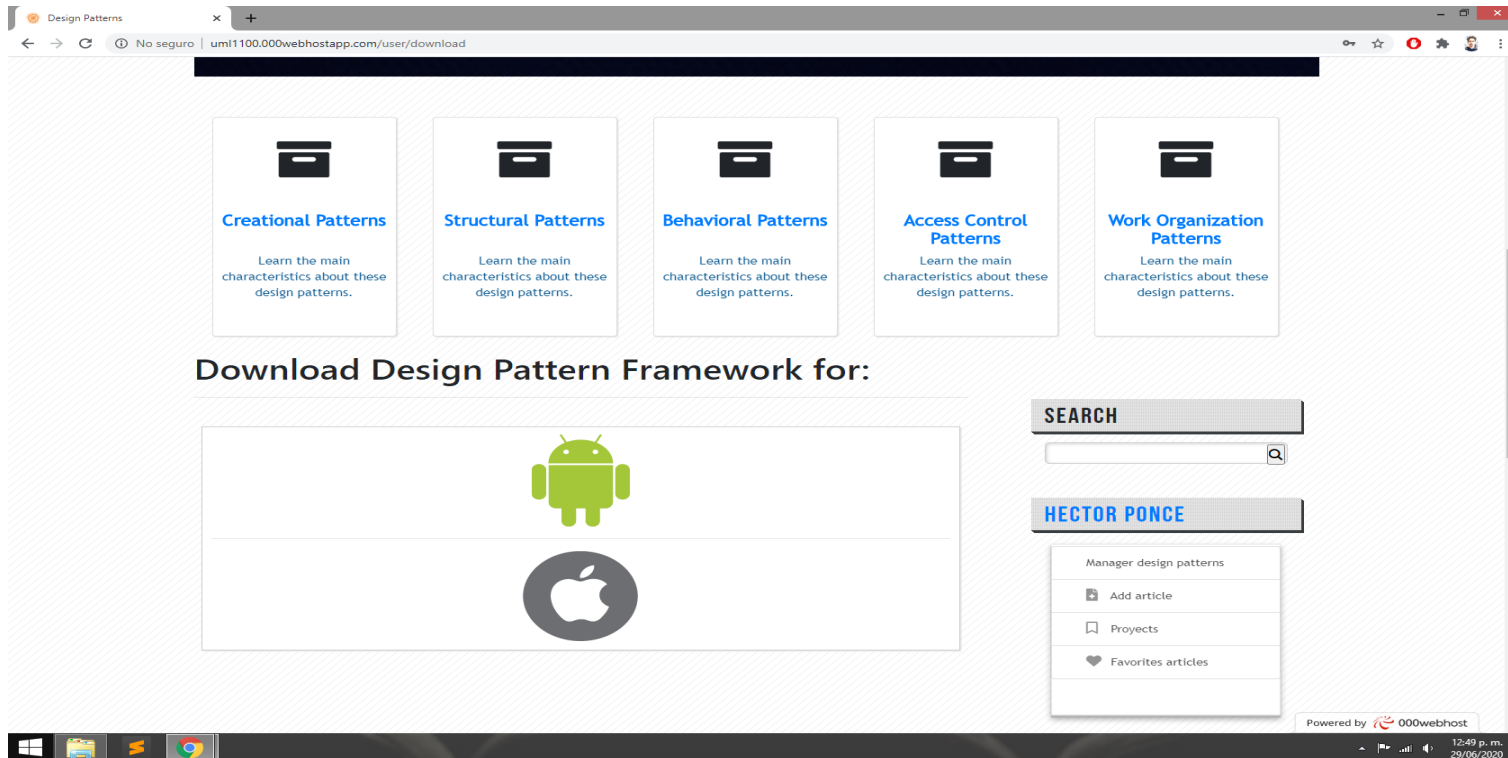 Design Patterns
No seguro
uml1100.000webhostapp.com/user/download
Creational Patterns
Learn the main
characteristics about these
design patterns.
Structural Patterns
Learn the main
characteristics about these
design patterns.
Behavioral Patterns
Learn the main
characteristics about these
design patterns.
Access Control
Patterns
Learn the main
characteristics about these
design patterns.
Work Organization
Patterns
Learn the main
characteristics about these
design patterns.
Download Design Pattern Framework for:
SEARCH
HECTOR PONCE
Manager design patterns
Add article
Proyects
Favorites articles
Powered by 000webhost
12:49 p. m.
29/06/2020